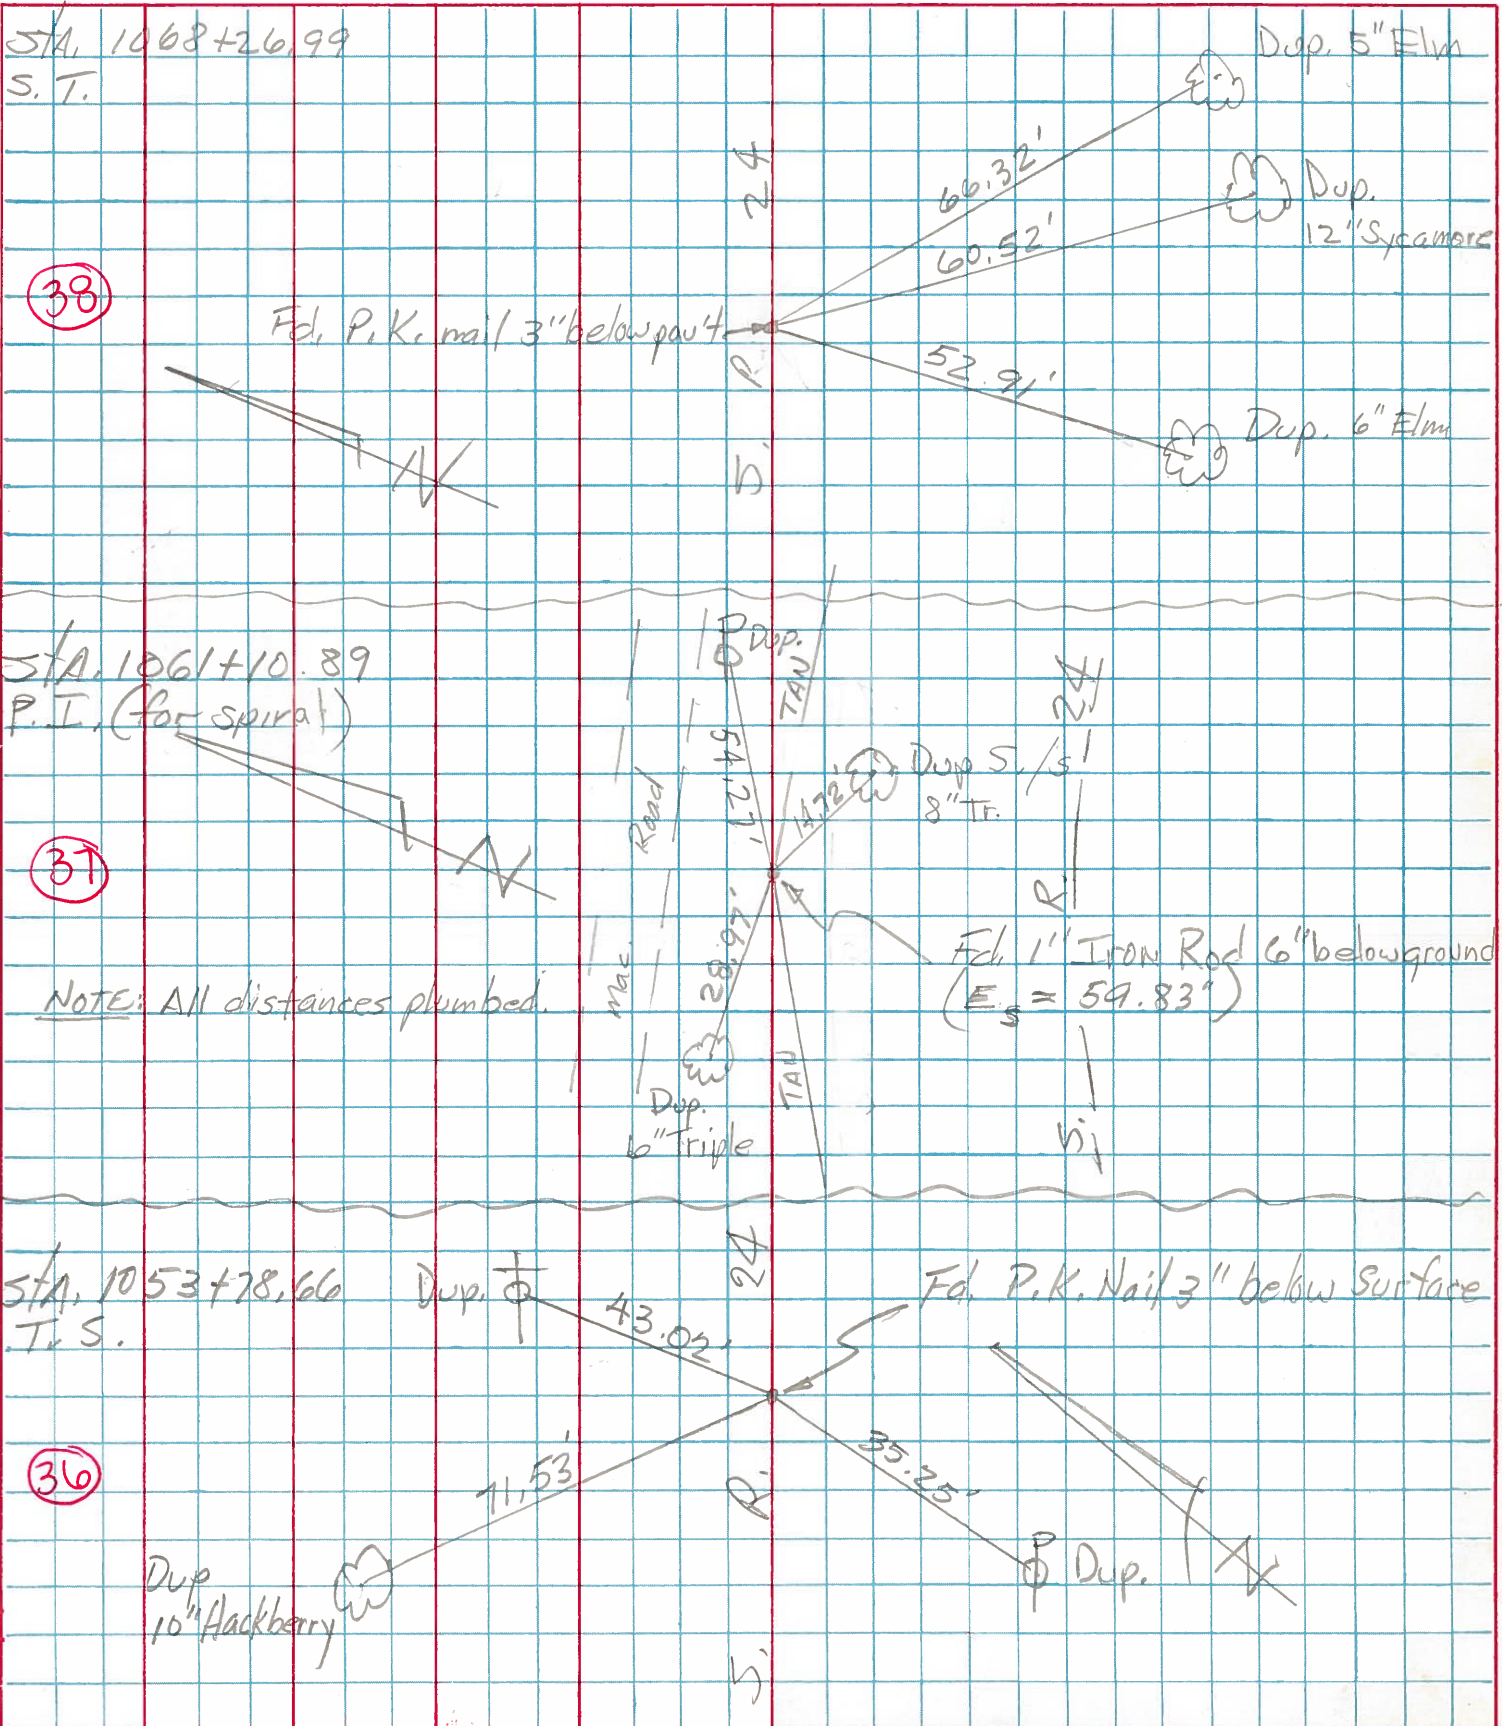 STA. 1068+26.99
S. T.
Dup. 5" Elm
66.32'
Dup.
12" Sycamore
60.52'
38
Fd. P.K. nail 3" below pav't.
52.91'
Dup. 6" Elm
S. R. 24
N
STA. 1061+10.89
P.I. (for spiral)
Dup.
TAN
54.27'
14.72'
Dup S./s
8" Tr.
Mac. Road
37
N
28.97'
S. R. 24
Fd. 1" Iron Rod 6" below ground
(Es = 59.83")
NOTE: All distances plumbed.
TAN
Dup.
6" Triple
STA. 1053+78.66
T. S.
Dup.
43.02'
Fd. P.K. Nail 3" below Surface
S. R. 24
36
71.53'
35.25'
Dup
10" Hackberry
P Dup.
N